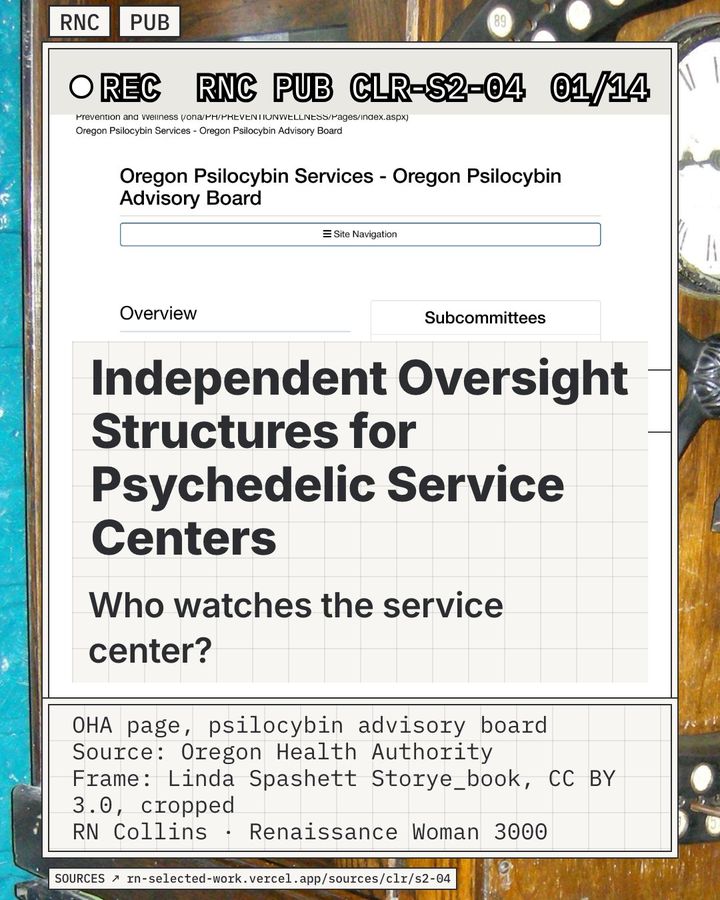 RNC PUB
REC RNC PUB CLR-S2-04 01/14
Prevention and Wellness (/oha/PH/PREVENTIONWELLNESS/Pages/index.aspx)
Oregon Psilocybin Services - Oregon Psilocybin Advisory Board
Oregon Psilocybin Services - Oregon Psilocybin
Advisory Board
Site Navigation
Overview
Subcommittees
Independent Oversight
Structures for
Psychedelic Service
Centers
Who watches the service
center?
OHA page, psilocybin advisory board
Source: Oregon Health Authority
Frame: Linda Spashett Storye_book, CC BY
3.0, cropped
RN Collins · Renaissance Woman 3000
SOURCES ↗ rn-selected-work.vercel.app/sources/clr/s2-04
89